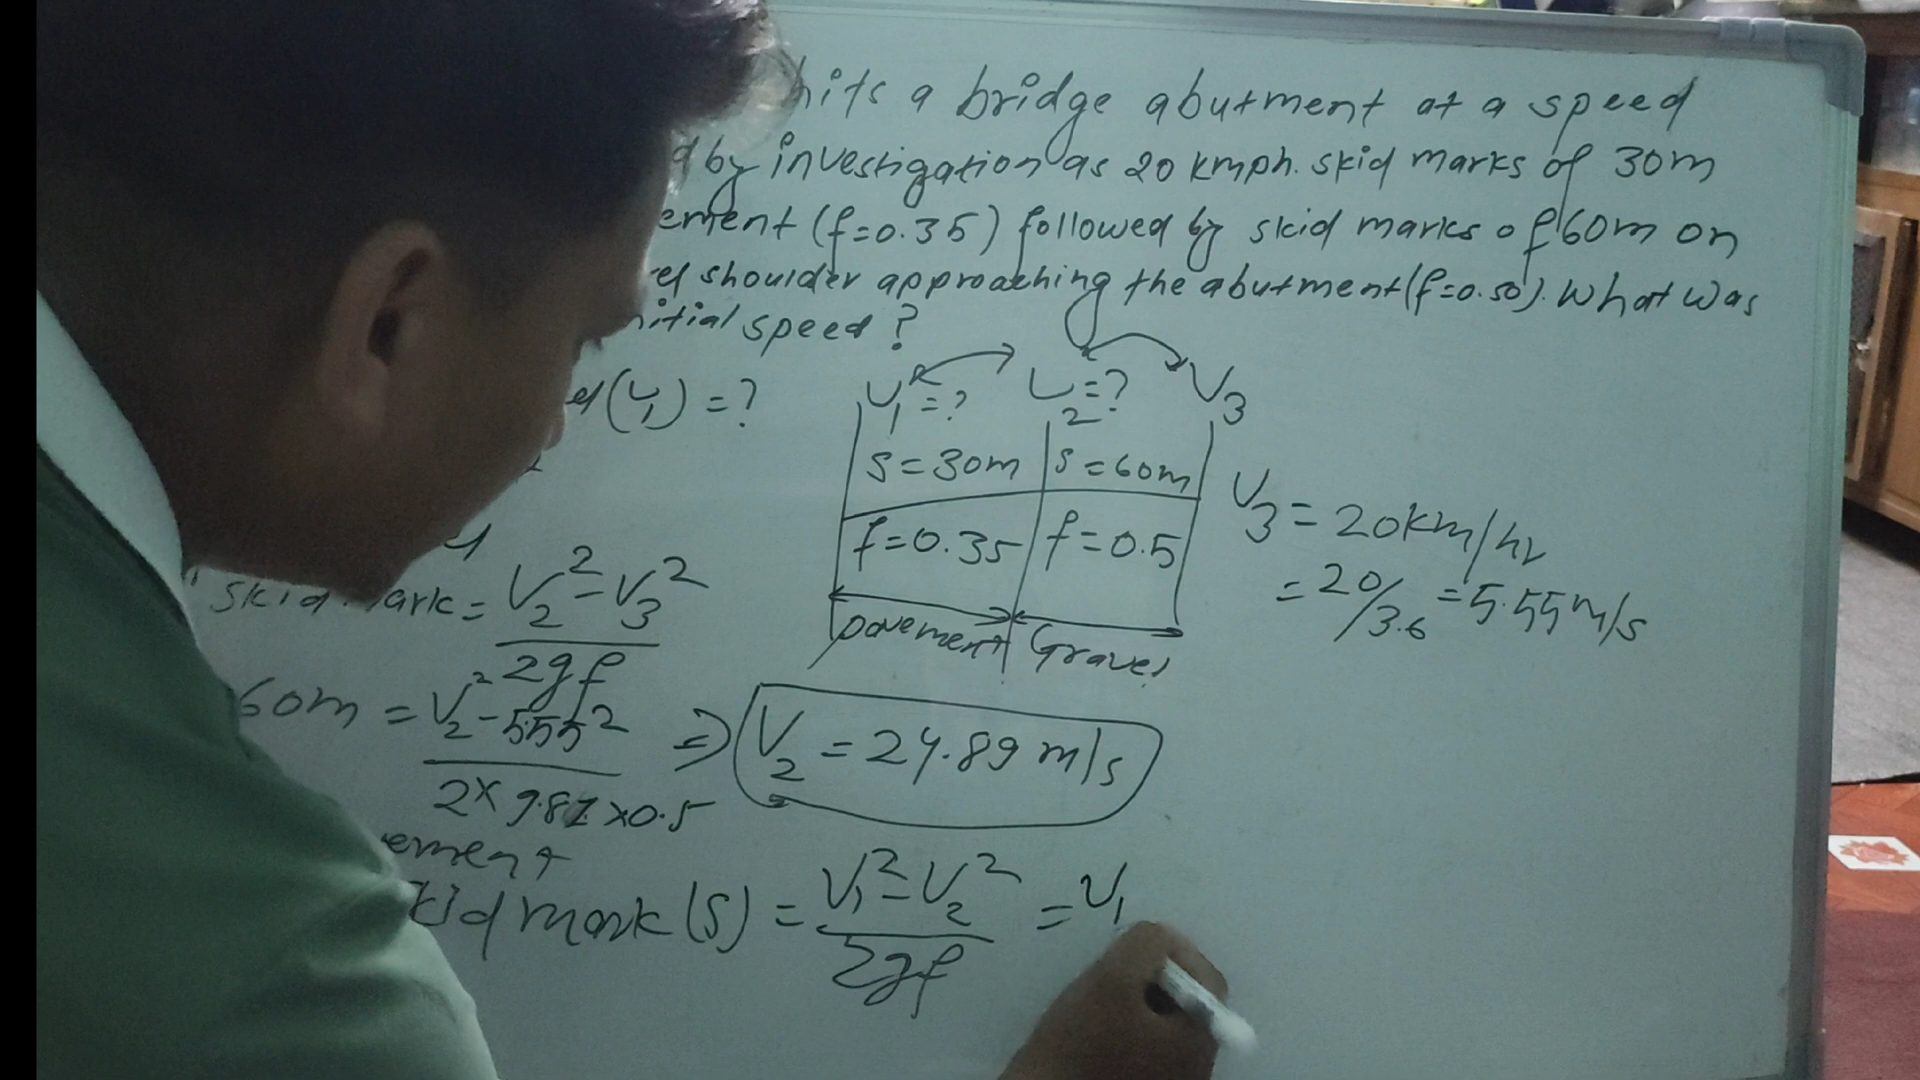 hits a bridge abutment at a speed
by investigation as 20 kmph. skid marks of 30m
ement (f=0.35) followed by skid marks of 60m on
el shoulder approaching the abutment (f=0.50). What was
nitial speed?
(V1) = ?
V1 = ? V2 = ? V3
S = 30m S = 60m
f = 0.35 f = 0.5
pavement Gravel
V3 = 20km/hr
= 20/3.6 = 5.55m/s
skid mark = V2² - V3² / 2gf
60m = V2² - 5.55² / 2 x 9.81 x 0.5 ⇒ V2 = 24.89 m/s
ement
kid mark (S) = V1² - V2² / 2gf = V1